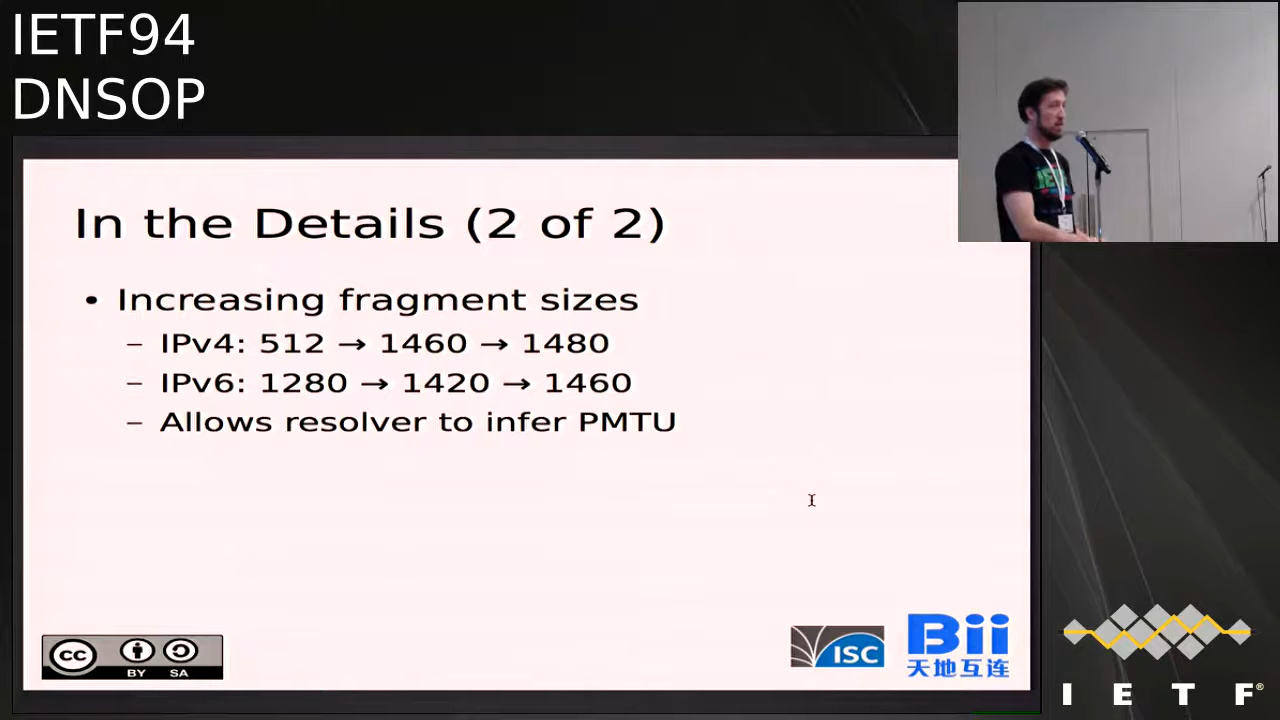 IETF94
DNSOP
In the Details (2 of 2)
• Increasing fragment sizes
– IPv4: 512 → 1460 → 1480
– IPv6: 1280 → 1420 → 1460
– Allows resolver to infer PMTU
cc
BY SA
ISC
Bii
天地互连
I E T F®